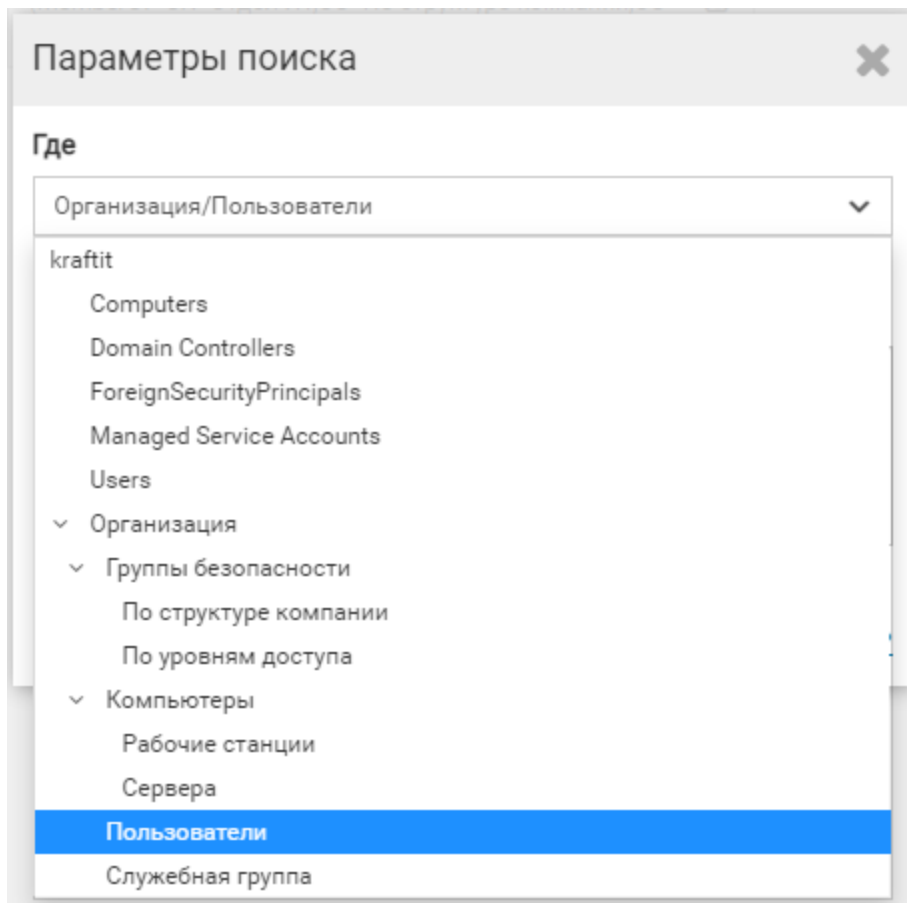 Параметры поиска
Где
Организация/Пользователи
kraftit
Computers
Domain Controllers
ForeignSecurityPrincipals
Managed Service Accounts
Users
Организация
Группы безопасности
По структуре компании
По уровням доступа
Компьютеры
Рабочие станции
Сервера
Пользователи
Служебная группа